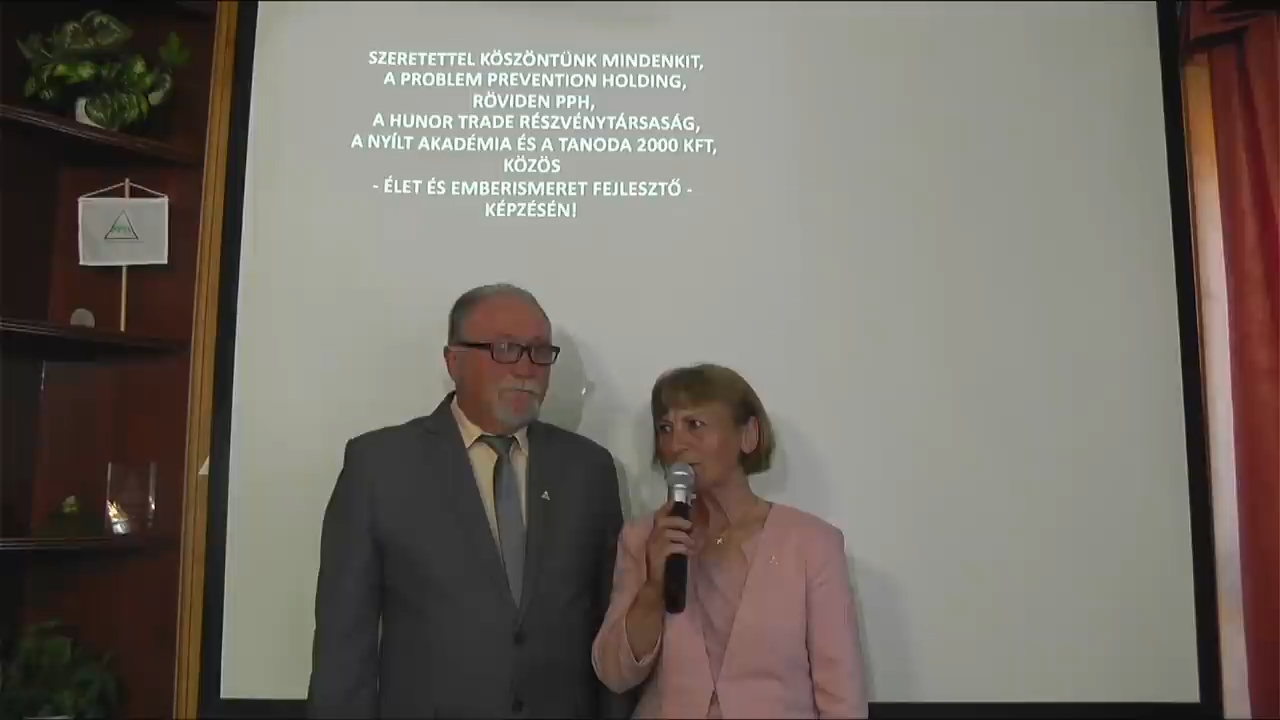 SZERETETTEL KÖSZÖNTÜNK MINDENKIT,
A PROBLEM PREVENTION HOLDING,
RÖVIDEN PPH,
A HUNOR TRADE RÉSZVÉNYTÁRSASÁG,
A NYÍLT AKADÉMIA ÉS A TANODA 2000 KFT,
KÖZÖS
- ÉLET ÉS EMBERISMERET FEJLESZTŐ -
KÉPZÉSÉN!